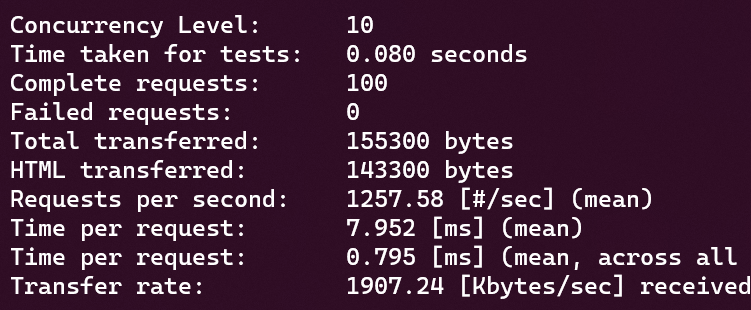 Concurrency Level:      10
Time taken for tests:   0.080 seconds
Complete requests:      100
Failed requests:        0
Total transferred:      155300 bytes
HTML transferred:       143300 bytes
Requests per second:    1257.58 [#/sec] (mean)
Time per request:       7.952 [ms] (mean)
Time per request:       0.795 [ms] (mean, across all
Transfer rate:          1907.24 [Kbytes/sec] received